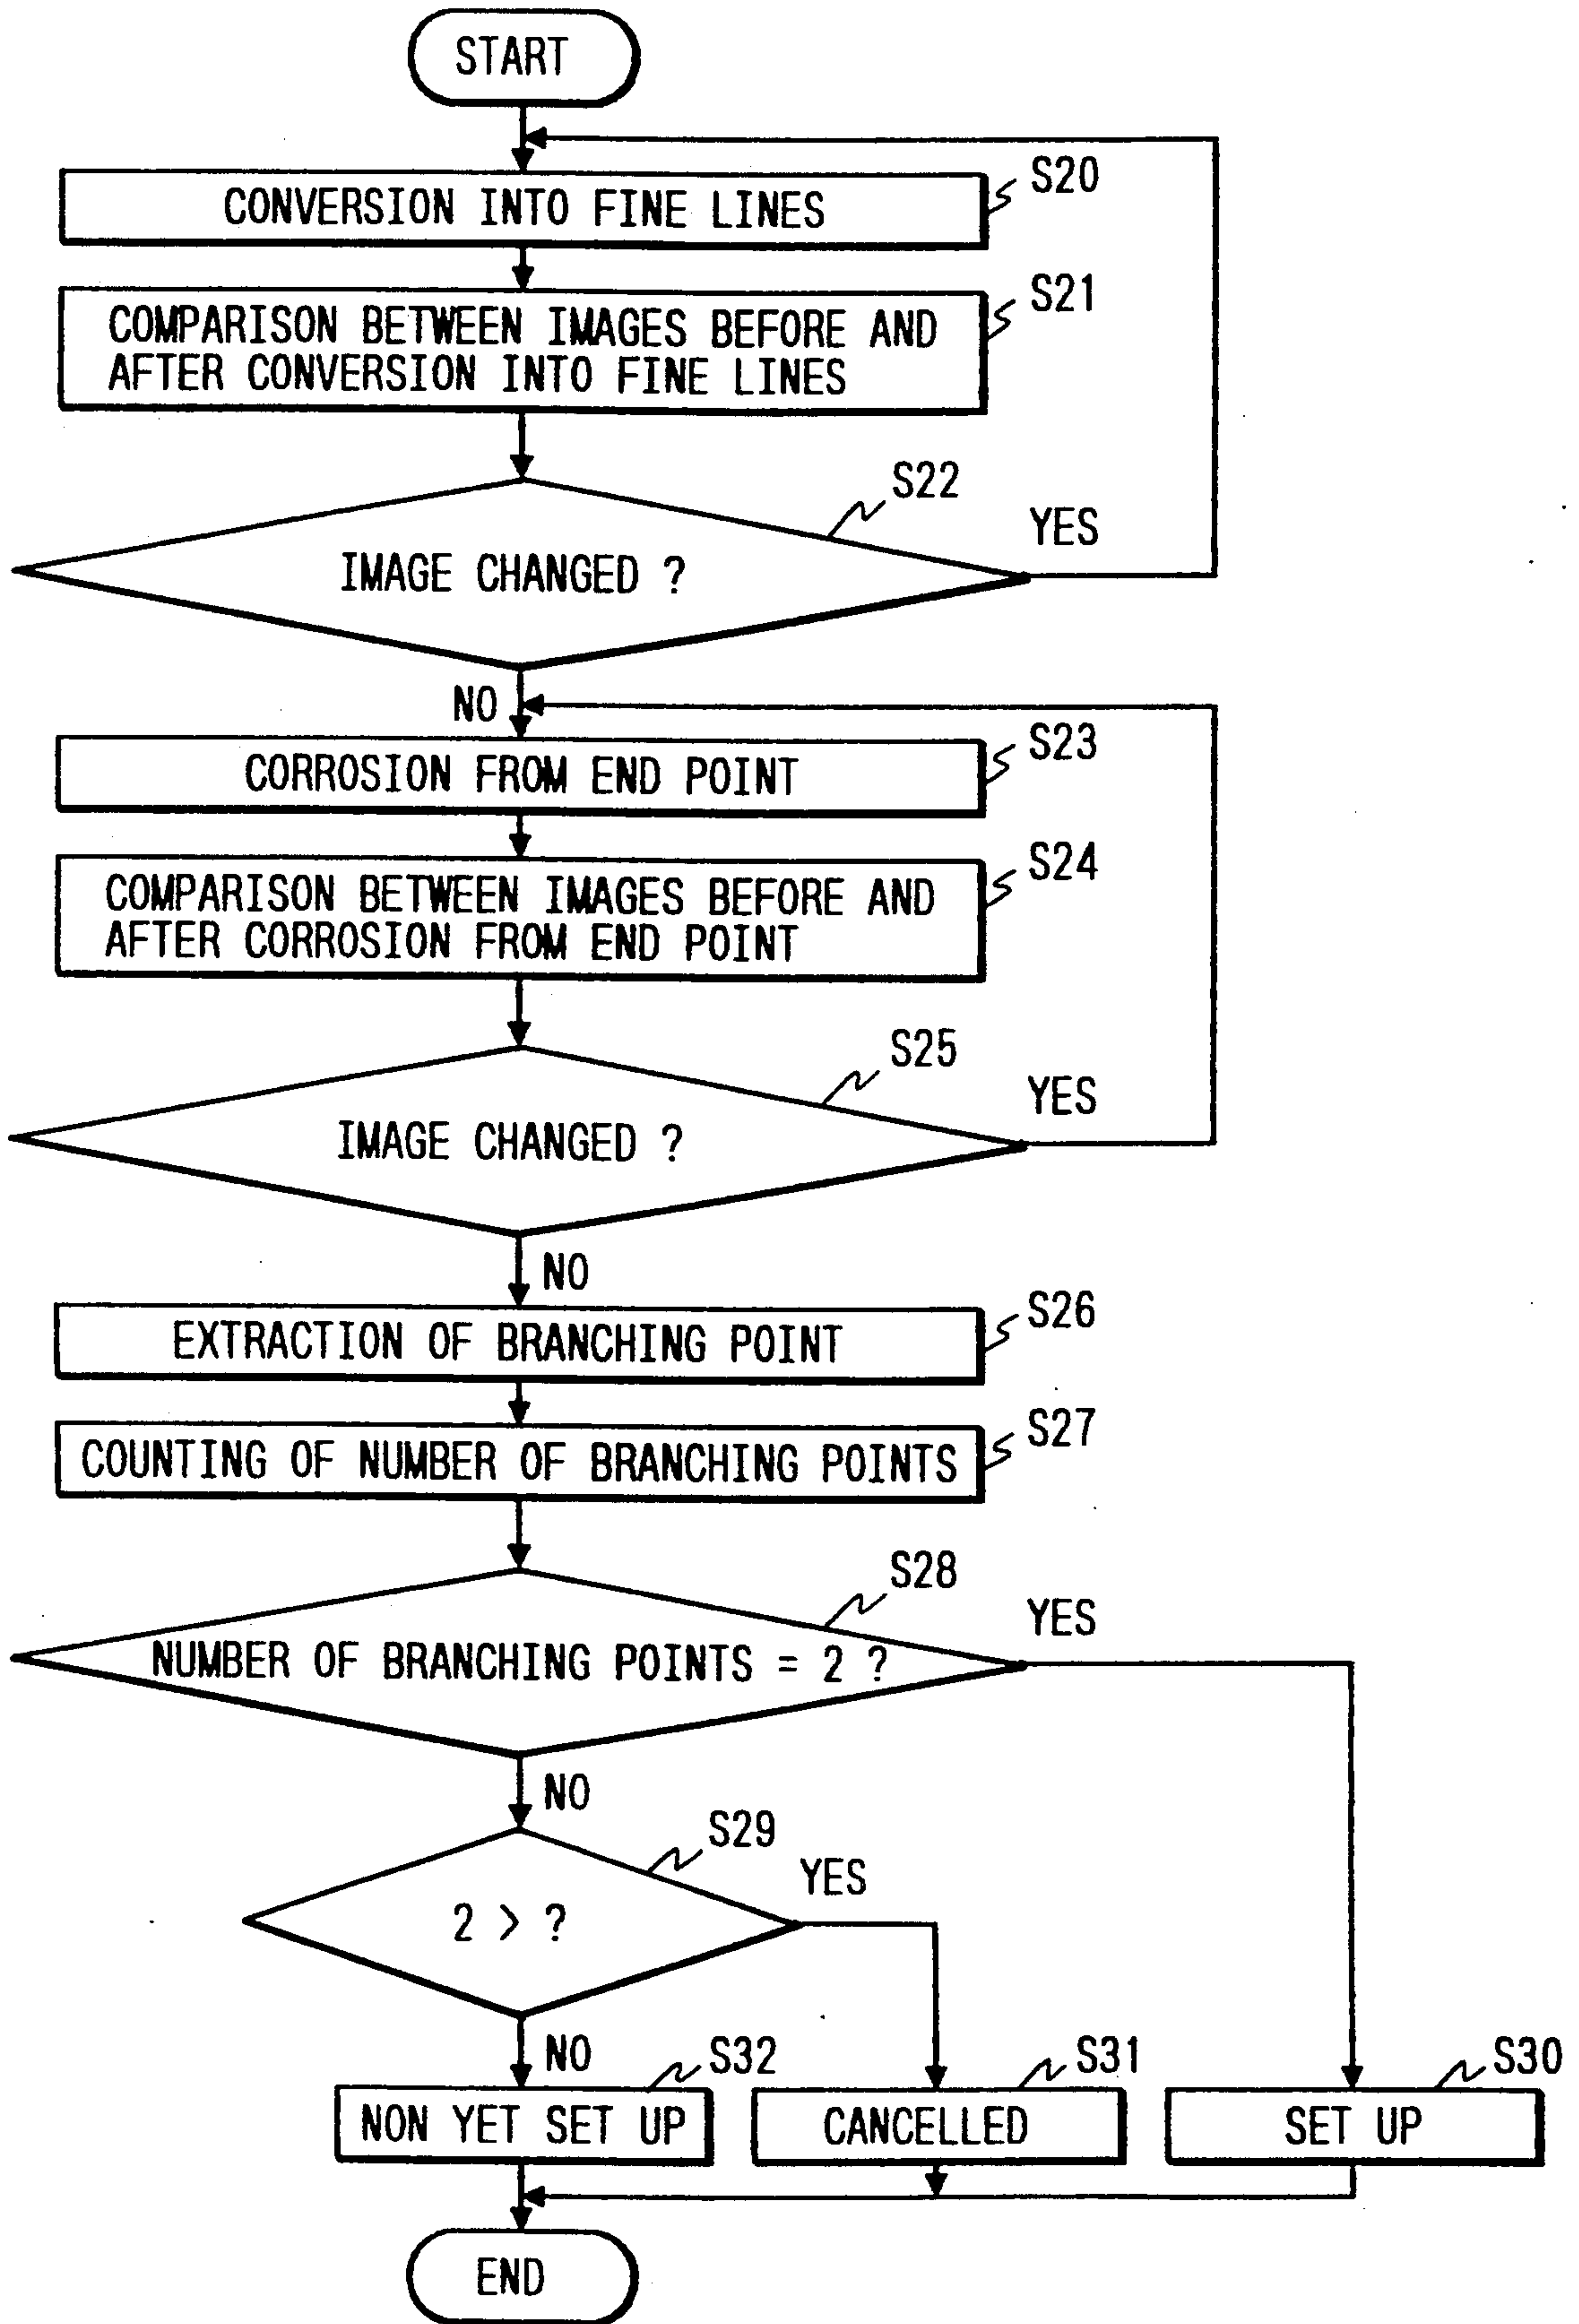 START
CONVERSION INTO FINE LINES
S20
COMPARISON BETWEEN IMAGES BEFORE AND
AFTER CONVERSION INTO FINE LINES
S21
S22
IMAGE CHANGED ?
YES
NO
CORROSION FROM END POINT
S23
COMPARISON BETWEEN IMAGES BEFORE AND
AFTER CORROSION FROM END POINT
S24
S25
IMAGE CHANGED ?
YES
NO
EXTRACTION OF BRANCHING POINT
S26
COUNTING OF NUMBER OF BRANCHING POINTS
S27
S28
NUMBER OF BRANCHING POINTS = 2 ?
YES
NO
S29
2 > ?
YES
NO
S32
S31
S30
NON YET SET UP
CANCELLED
SET UP
END